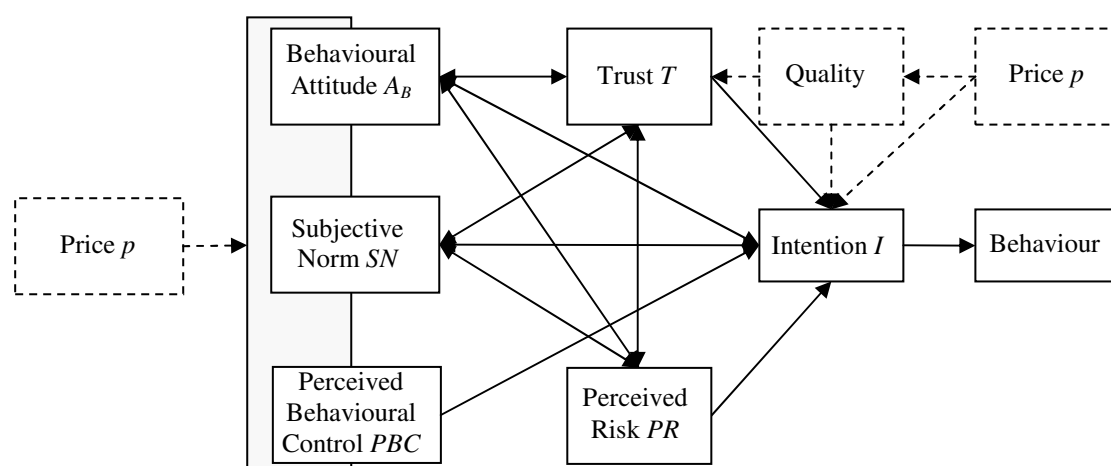 Behavioural
Attitude A_B
Trust T
Quality
Price p
Price p
Subjective
Norm SN
Intention I
Behaviour
Perceived
Behavioural
Control PBC
Perceived
Risk PR